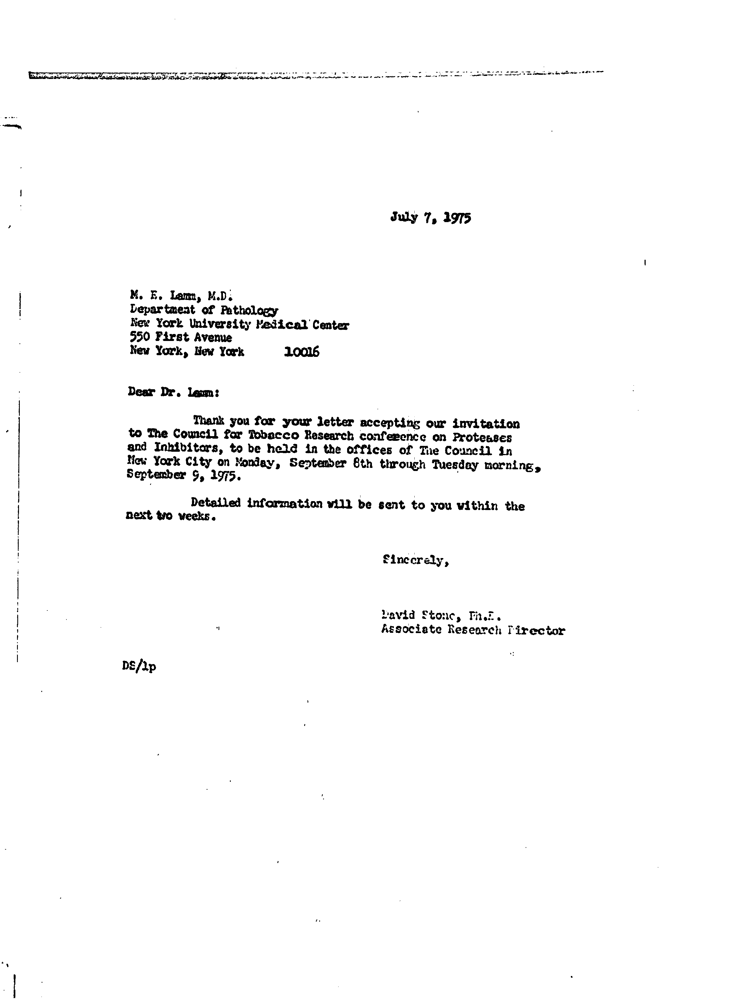 July 7, 1975
M. E. Lamm, M.D.
Department of Pathology
New York University Medical Center
550 First Avenue
New York, New York 10016
Dear Dr. Lamm:
Thank you for your letter accepting our invitation
to The Council for Tobacco Research conference on Proteases
and Inhibitors, to be held in the offices of The Council in
New York City on Monday, September 8th through Tuesday morning,
September 9, 1975.
Detailed information will be sent to you within the
next two weeks.
Sincerely,
David Stone, Ph.D.
Associate Research Director
DS/lp